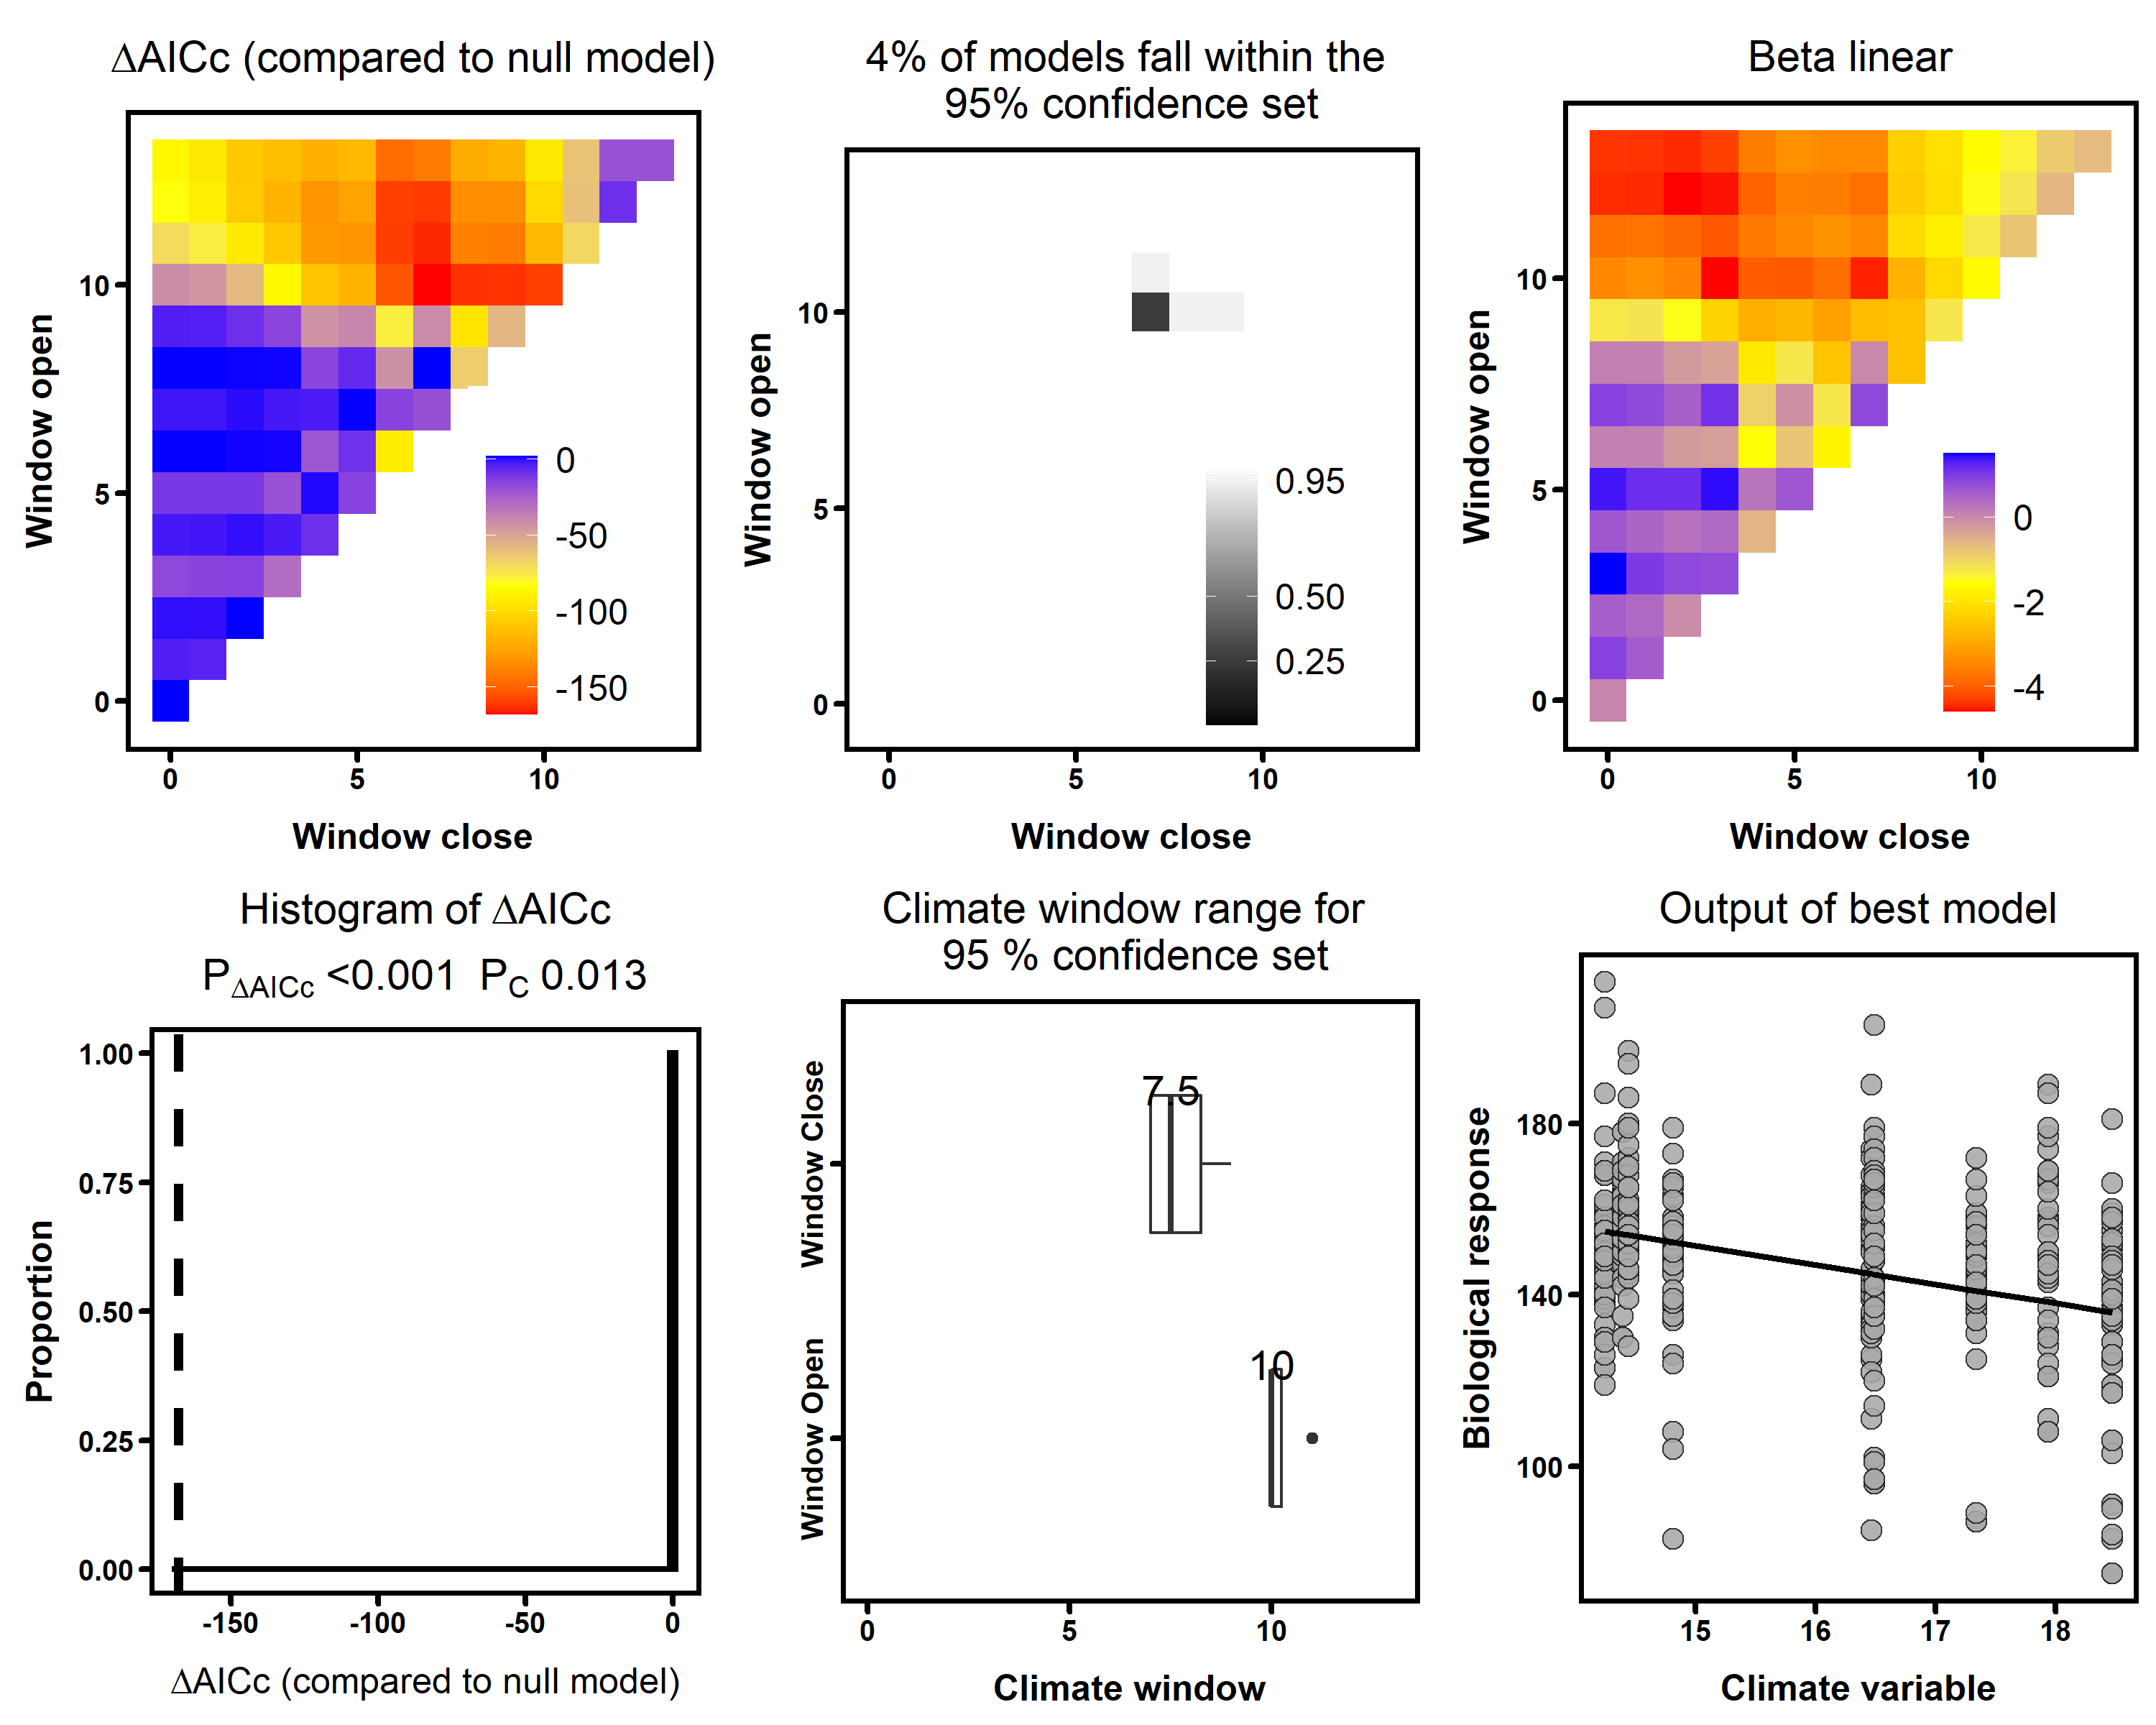 ΔAICc (compared to null model)
Window open
10
5
0
0
-50
-100
-150
0
5
10
Window close
4% of models fall within the
95% confidence set
Window open
10
5
0
0.95
0.50
0.25
0
5
10
Window close
Beta linear
Window open
10
5
0
0
-2
-4
0
5
10
Window close
Histogram of ΔAICc
PΔAICc <0.001 PC 0.013
Proportion
1.00
0.75
0.50
0.25
0.00
-150
-100
-50
0
ΔAICc (compared to null model)
Climate window range for
95 % confidence set
Window Close
7.5
Window Open
10
0
5
10
Climate window
Output of best model
Biological response
180
140
100
15
16
17
18
Climate variable